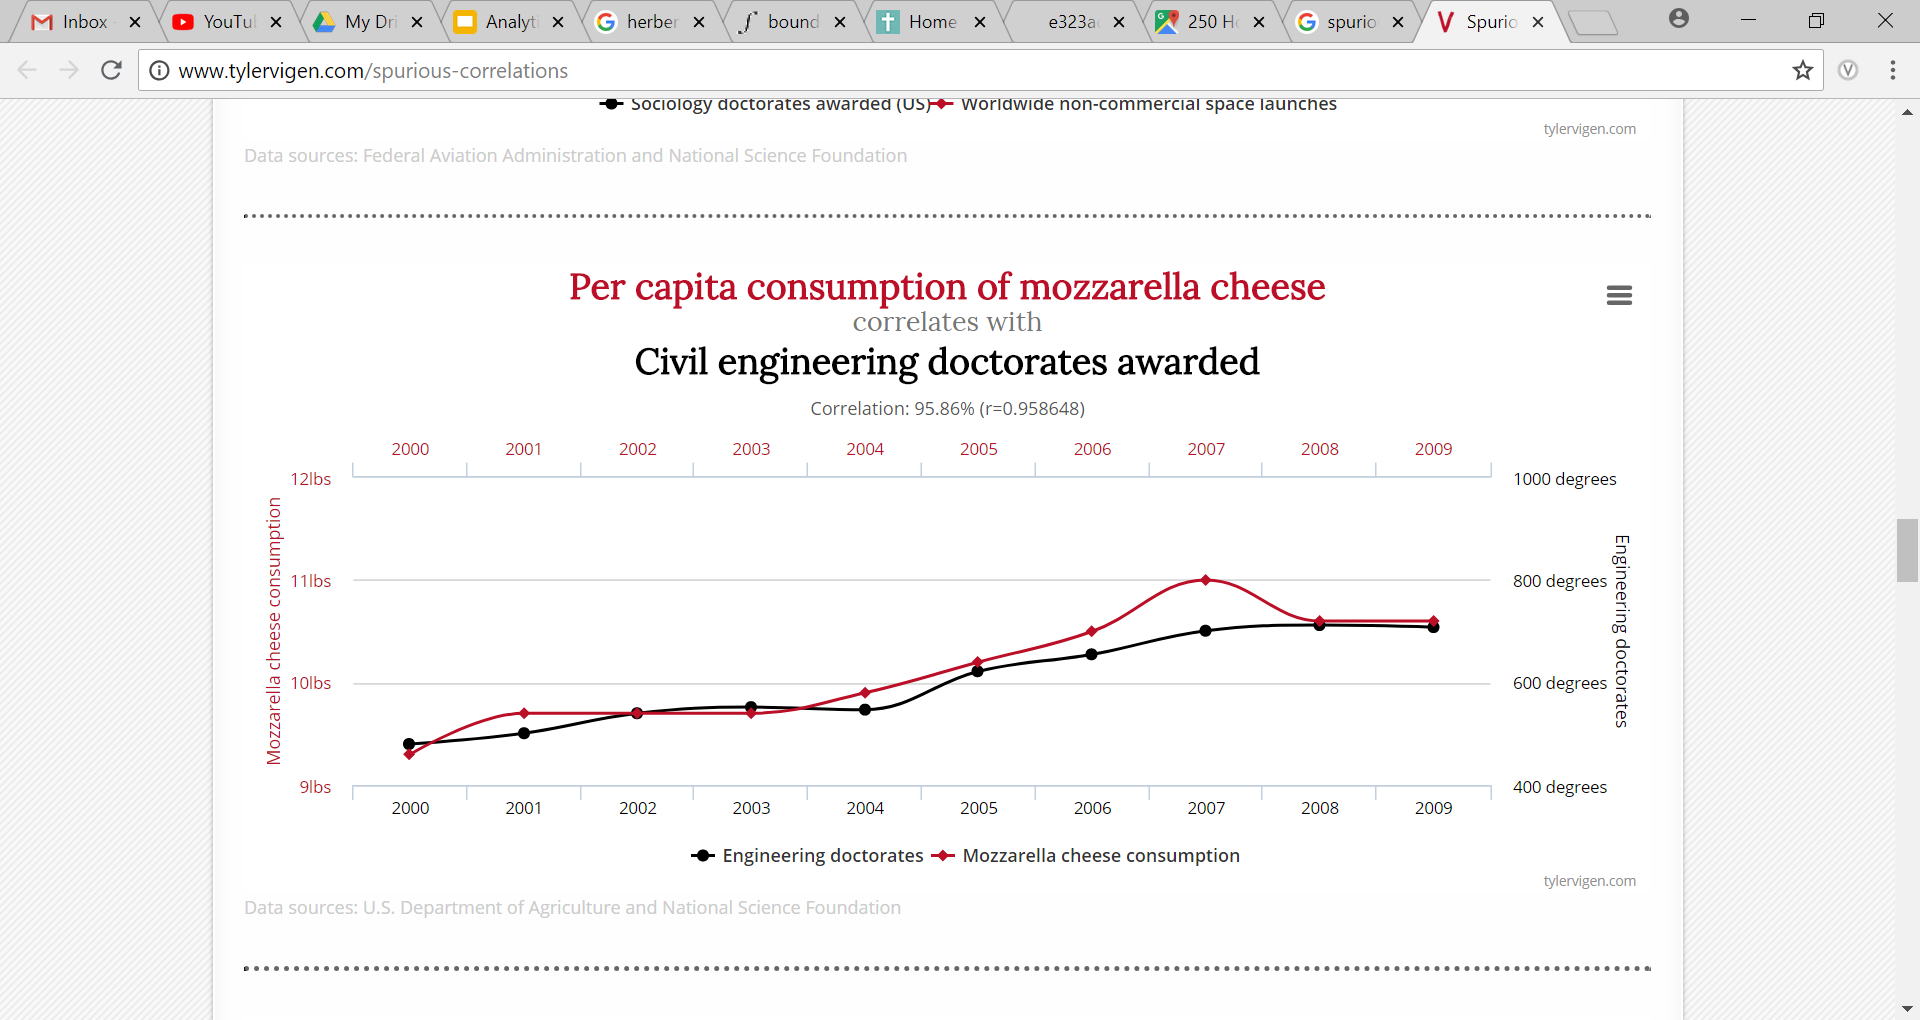 Inbox
YouTu
My Dri
Analyti
herber
bound
Home
e323a
250 H
spurio
Spurio
www.tylervigen.com/spurious-correlations
Sociology doctorates awarded (US) Worldwide non-commercial space launches
tylervigen.com
Data sources: Federal Aviation Administration and National Science Foundation
Per capita consumption of mozzarella cheese
correlates with
Civil engineering doctorates awarded
Correlation: 95.86% (r=0.958648)
2000 2001 2002 2003 2004 2005 2006 2007 2008 2009
12lbs 1000 degrees
11lbs 800 degrees
10lbs 600 degrees
9lbs 400 degrees
Mozzarella cheese consumption
Engineering doctorates
2000 2001 2002 2003 2004 2005 2006 2007 2008 2009
Engineering doctorates Mozzarella cheese consumption
tylervigen.com
Data sources: U.S. Department of Agriculture and National Science Foundation